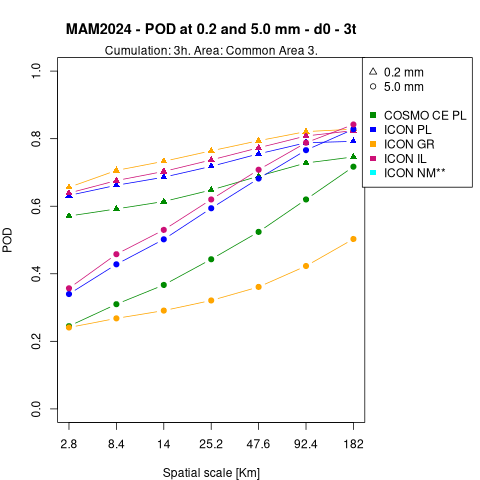 MAM2024 - POD at 0.2 and 5.0 mm - d0 - 3t
Cumulation: 3h. Area: Common Area 3.
0.2 mm
5.0 mm
COSMO CE PL
ICON PL
ICON GR
ICON IL
ICON NM**
POD
1.0
0.8
0.6
0.4
0.2
0.0
2.8 8.4 14 25.2 47.6 92.4 182
Spatial scale [Km]